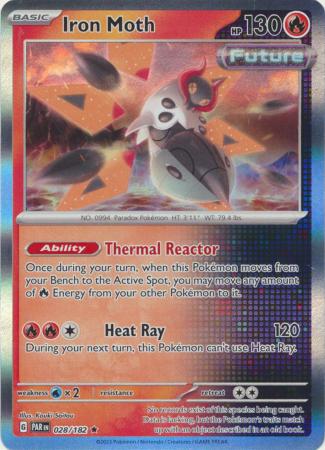 BASIC
Iron Moth
HP 130
Future
NO. 0994 Paradox Pokémon HT: 3'11" WT: 79.4 lbs.
Ability Thermal Reactor
Once during your turn, when this Pokémon moves from
your Bench to the Active Spot, you may move any amount
of Energy from your other Pokémon to it.
Heat Ray 120
During your next turn, this Pokémon can't use Heat Ray.
weakness ×2 resistance retreat
Illus. Kouki Saitou
G PAR EN 028/182 ★
No records exist of this species being caught.
Data is lacking, but the Pokémon's traits match
up with an object described in an old book.
©2023 Pokémon / Nintendo / Creatures / GAME FREAK